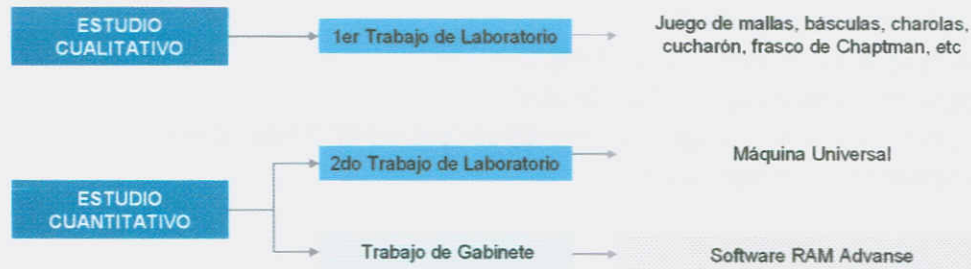 ESTUDIO
CUALITATIVO
1er Trabajo de Laboratorio
Juego de mallas, básculas, charolas,
cucharón, frasco de Chaptman, etc
ESTUDIO
CUANTITATIVO
2do Trabajo de Laboratorio
Máquina Universal
Trabajo de Gabinete
Software RAM Advanse